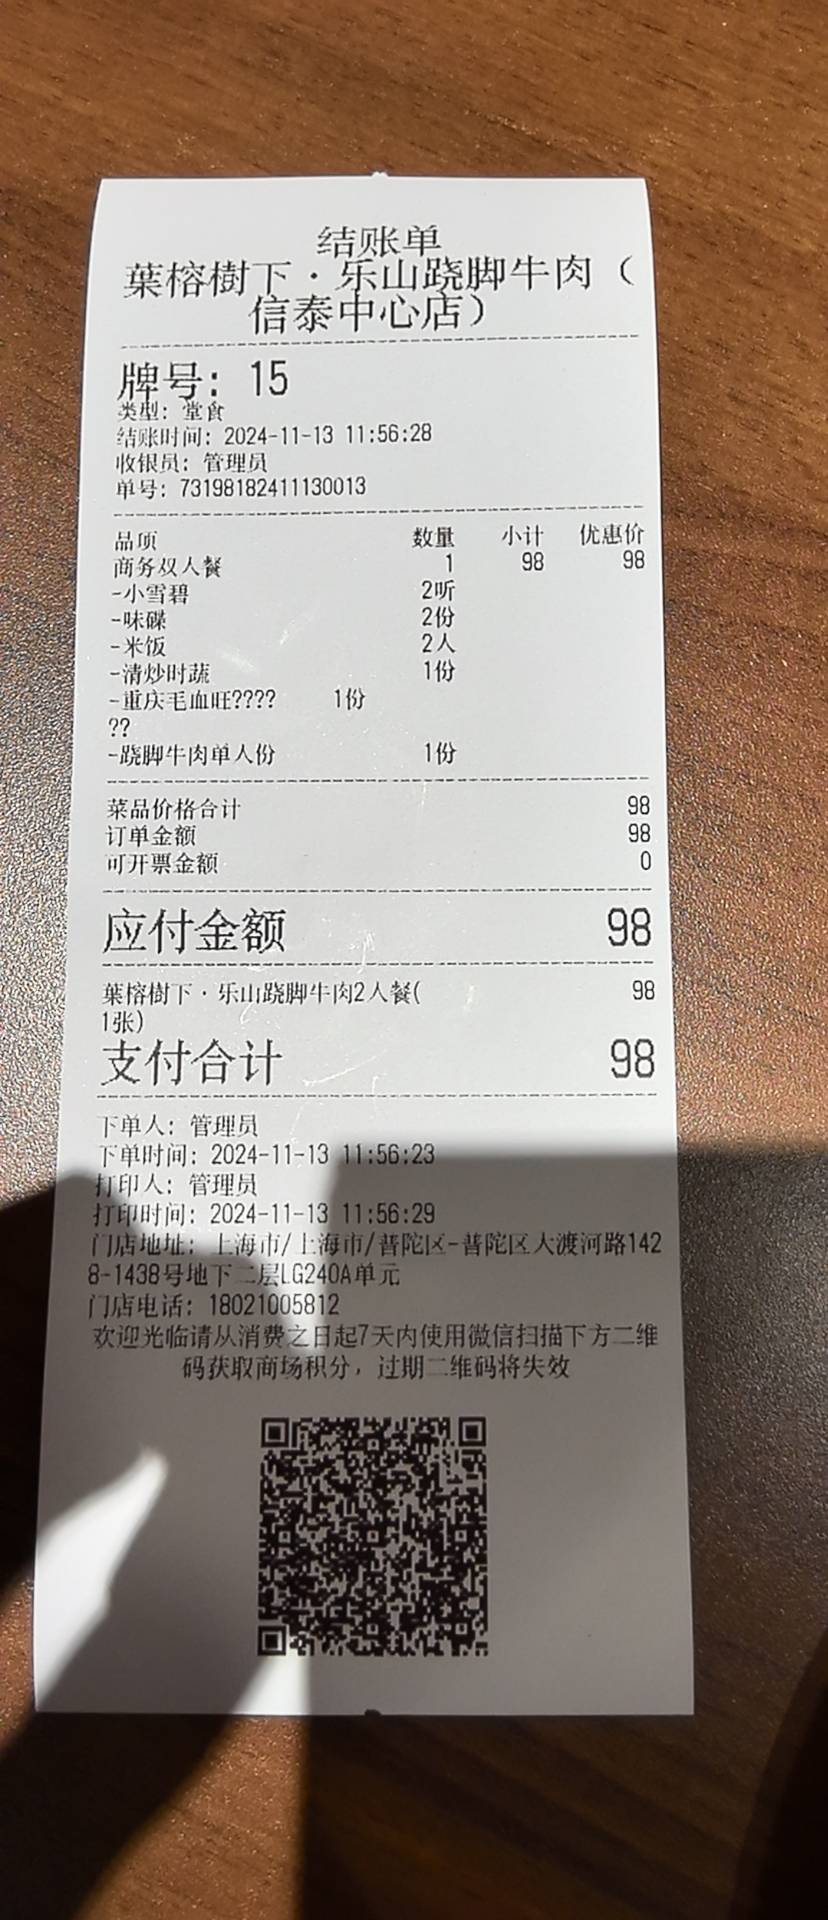 结账单
葉榕樹下·乐山跷脚牛肉（
信泰中心店）
牌号: 15
类型: 堂食
结账时间: 2024-11-13 11:56:28
收银员: 管理员
单号: 73198182411130013
品项 数量 小计 优惠价
商务双人餐 1 98 98
-小雪碧 2听
-味碟 2份
-米饭 2人
-清炒时蔬 1份
-重庆毛血旺???? 1份
??
-跷脚牛肉单人份 1份
菜品价格合计 98
订单金额 98
可开票金额 0
应付金额 98
葉榕樹下·乐山跷脚牛肉2人餐( 98
1张)
支付合计 98
下单人: 管理员
下单时间: 2024-11-13 11:56:23
打印人: 管理员
打印时间: 2024-11-13 11:56:29
门店地址: 上海市/上海市/普陀区-普陀区大渡河路142
8-1438号地下二层LG240A单元
门店电话: 18021005812
欢迎光临请从消费之日起7天内使用微信扫描下方二维
码获取商场积分，过期二维码将失效